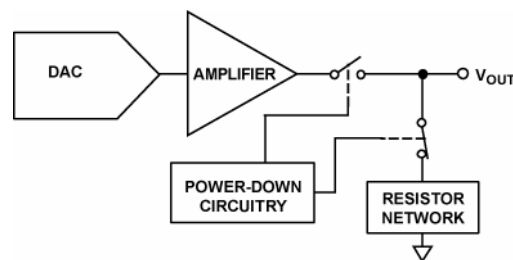 DAC
AMPLIFIER
VOUT
POWER-DOWN
CIRCUITRY
RESISTOR
NETWORK